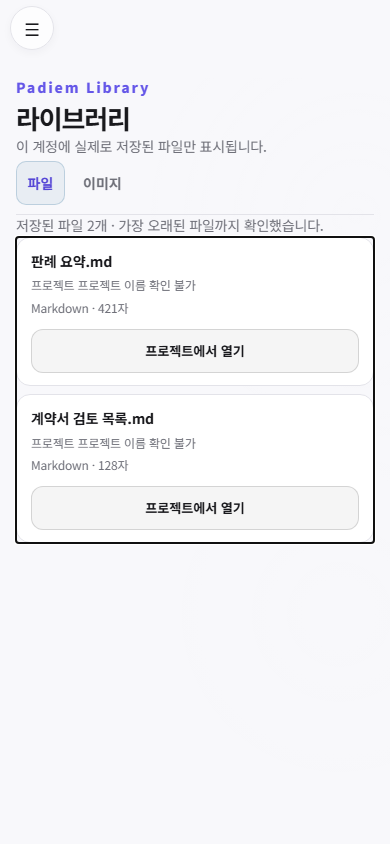 ☰
Padiem Library
라이브러리
이 계정에 실제로 저장된 파일만 표시됩니다.
파일 이미지
저장된 파일 2개 · 가장 오래된 파일까지 확인했습니다.
판례 요약.md
프로젝트 프로젝트 이름 확인 불가
Markdown · 421자
프로젝트에서 열기
계약서 검토 목록.md
프로젝트 프로젝트 이름 확인 불가
Markdown · 128자
프로젝트에서 열기